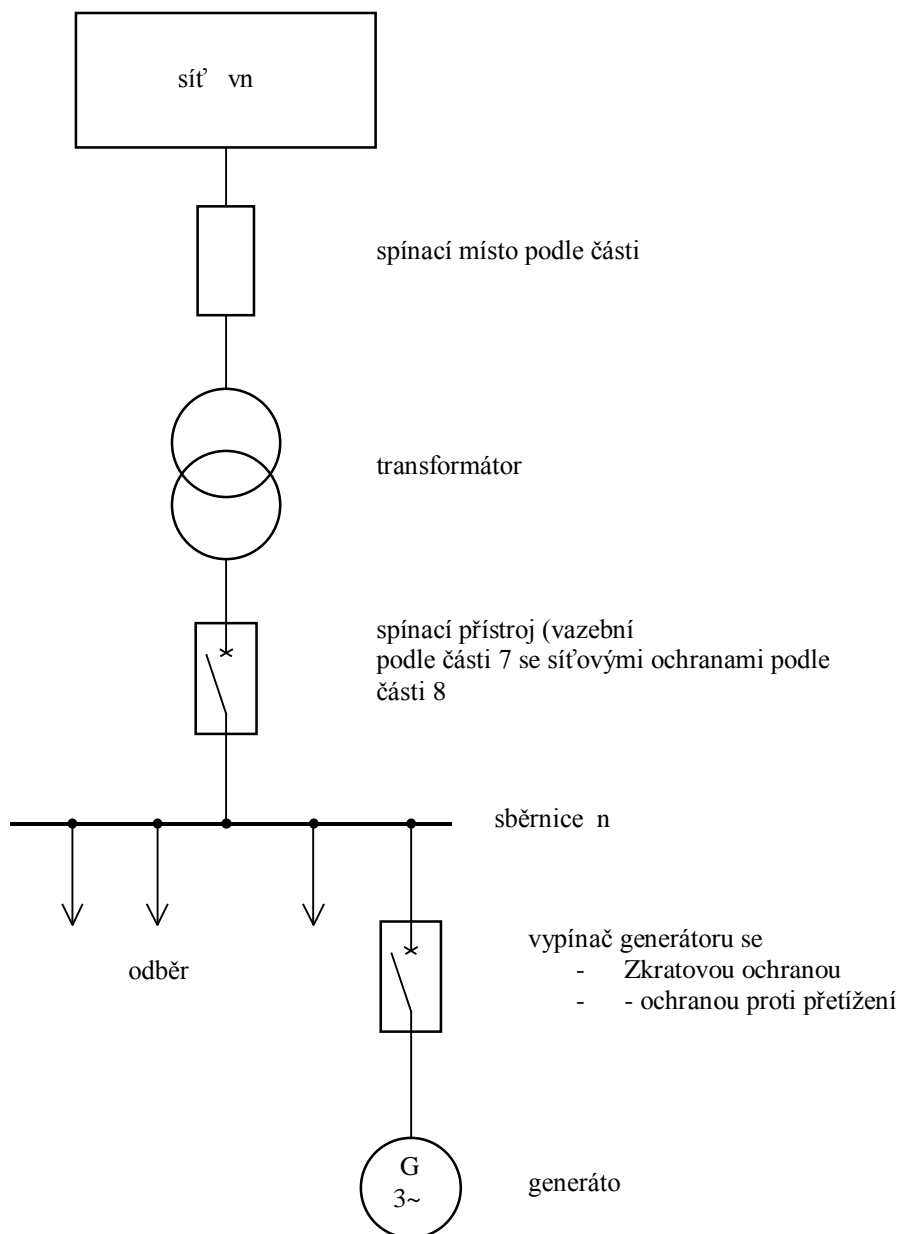 síť vn
spínací místo podle části
transformátor
spínací přístroj (vazební
podle části 7 se síťovými ochranami podle
části 8
sběrnice n
odběr
vypínač generátoru se
- Zkratovou ochranou
- - ochranou proti přetížení
G
3~
generáto